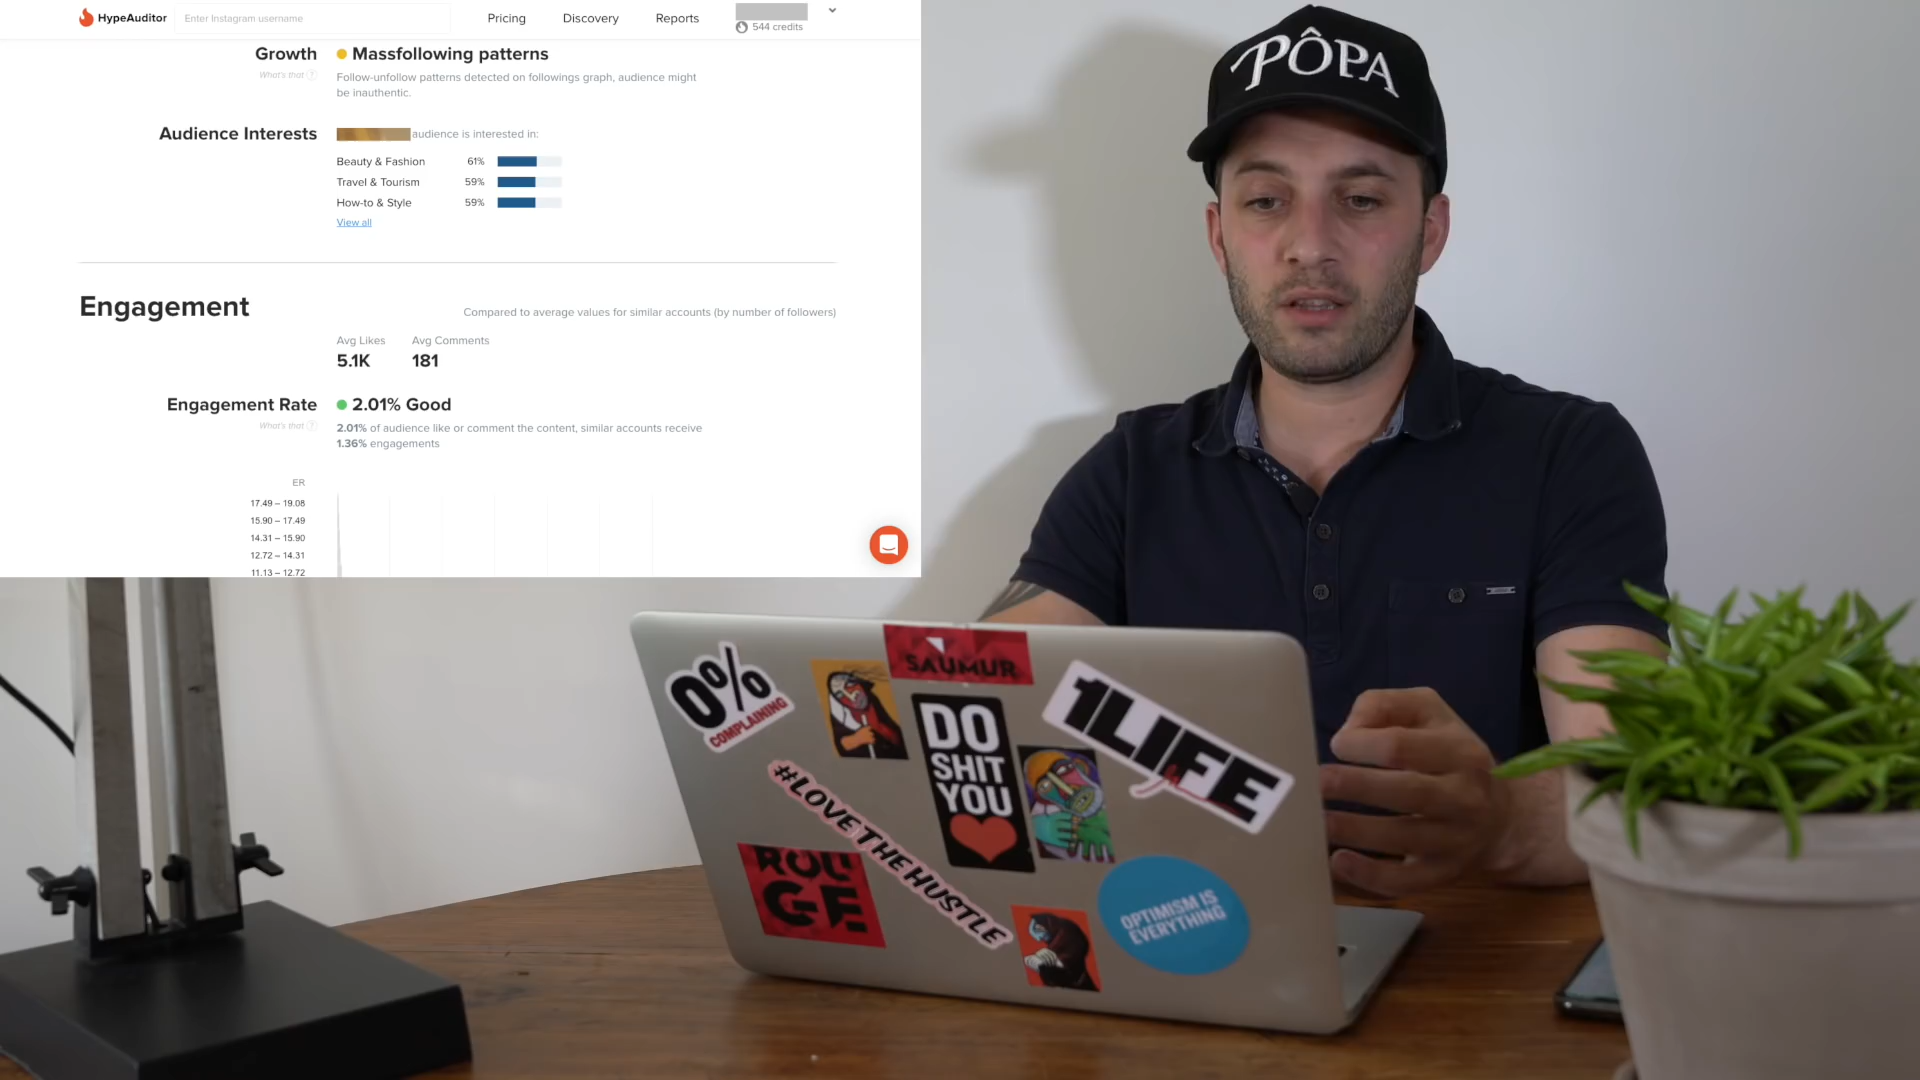 HypeAuditor
Enter Instagram username
Pricing
Discovery
Reports
544 credits
Growth
What's that ?
Massfollowing patterns
Follow-unfollow patterns detected on followings graph, audience might
be inauthentic.
Audience Interests
audience is interested in:
Beauty & Fashion 61%
Travel & Tourism 59%
How-to & Style 59%
View all
Engagement
Compared to average values for similar accounts (by number of followers)
Avg Likes Avg Comments
5.1K 181
Engagement Rate
What's that ?
2.01% Good
2.01% of audience like or comment the content, similar accounts receive
1.36% engagements
ER
17.49 – 19.08
15.90 – 17.49
14.31 – 15.90
12.72 – 14.31
11.13 – 12.72
PÔPA
0%
COMPLAINING
SAUMUR
DO
SHIT
YOU
1LIFE
#LOVE THE HUSTLE
ROU
GE
OPTIMISM IS
EVERYTHING